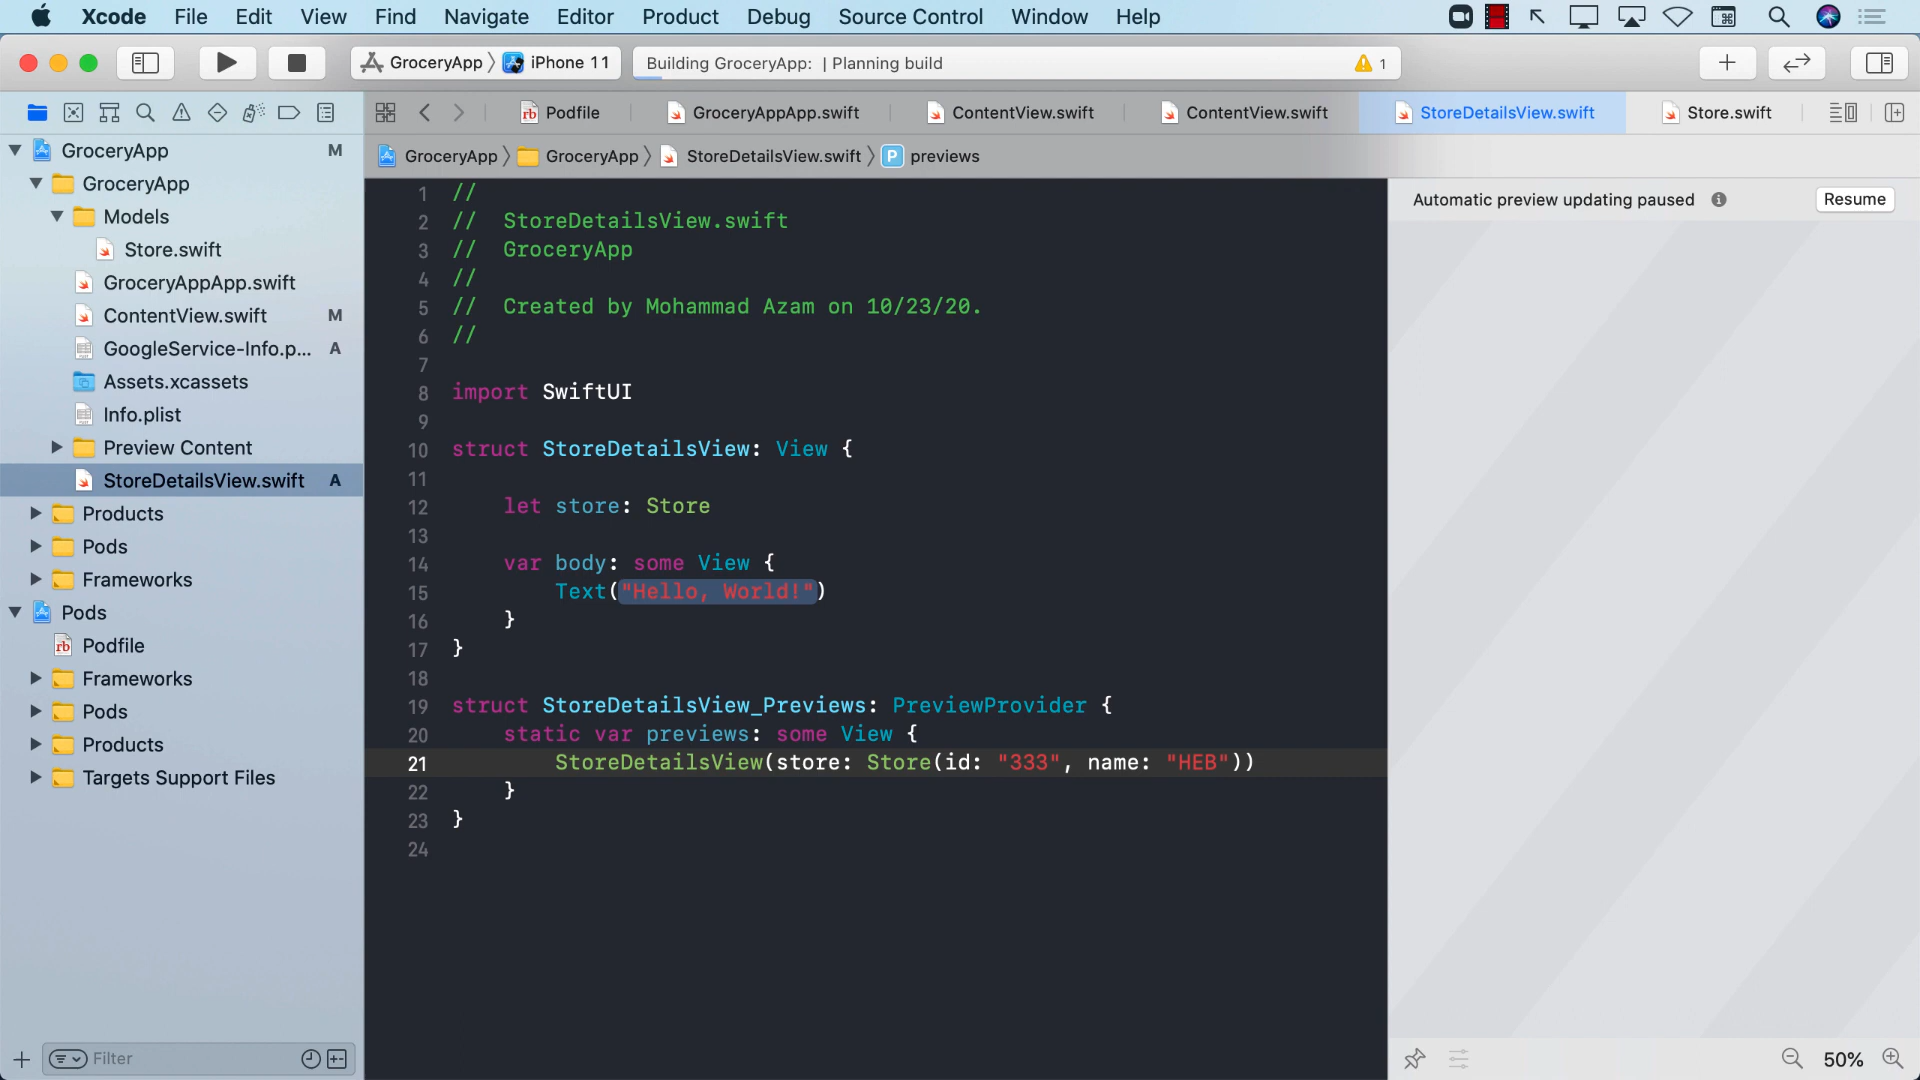 Xcode File Edit View Find Navigate Editor Product Debug Source Control Window Help
GroceryApp iPhone 11 Building GroceryApp: | Planning build 1
Podfile GroceryAppApp.swift ContentView.swift ContentView.swift StoreDetailsView.swift Store.swift
GroceryApp GroceryApp StoreDetailsView.swift P previews
GroceryApp M
GroceryApp
Models
Store.swift
GroceryAppApp.swift
ContentView.swift M
GoogleService-Info.p... A
Assets.xcassets
Info.plist
Preview Content
StoreDetailsView.swift A
Products
Pods
Frameworks
Pods
rb Podfile
Frameworks
Pods
Products
Targets Support Files
Filter
1 //
2 // StoreDetailsView.swift
3 // GroceryApp
4 //
5 // Created by Mohammad Azam on 10/23/20.
6 //
7
8 import SwiftUI
9
10 struct StoreDetailsView: View {
11
12 let store: Store
13
14 var body: some View {
15 Text("Hello, World!")
16 }
17 }
18
19 struct StoreDetailsView_Previews: PreviewProvider {
20 static var previews: some View {
21 StoreDetailsView(store: Store(id: "333", name: "HEB"))
22 }
23 }
24
Automatic preview updating paused Resume
50%